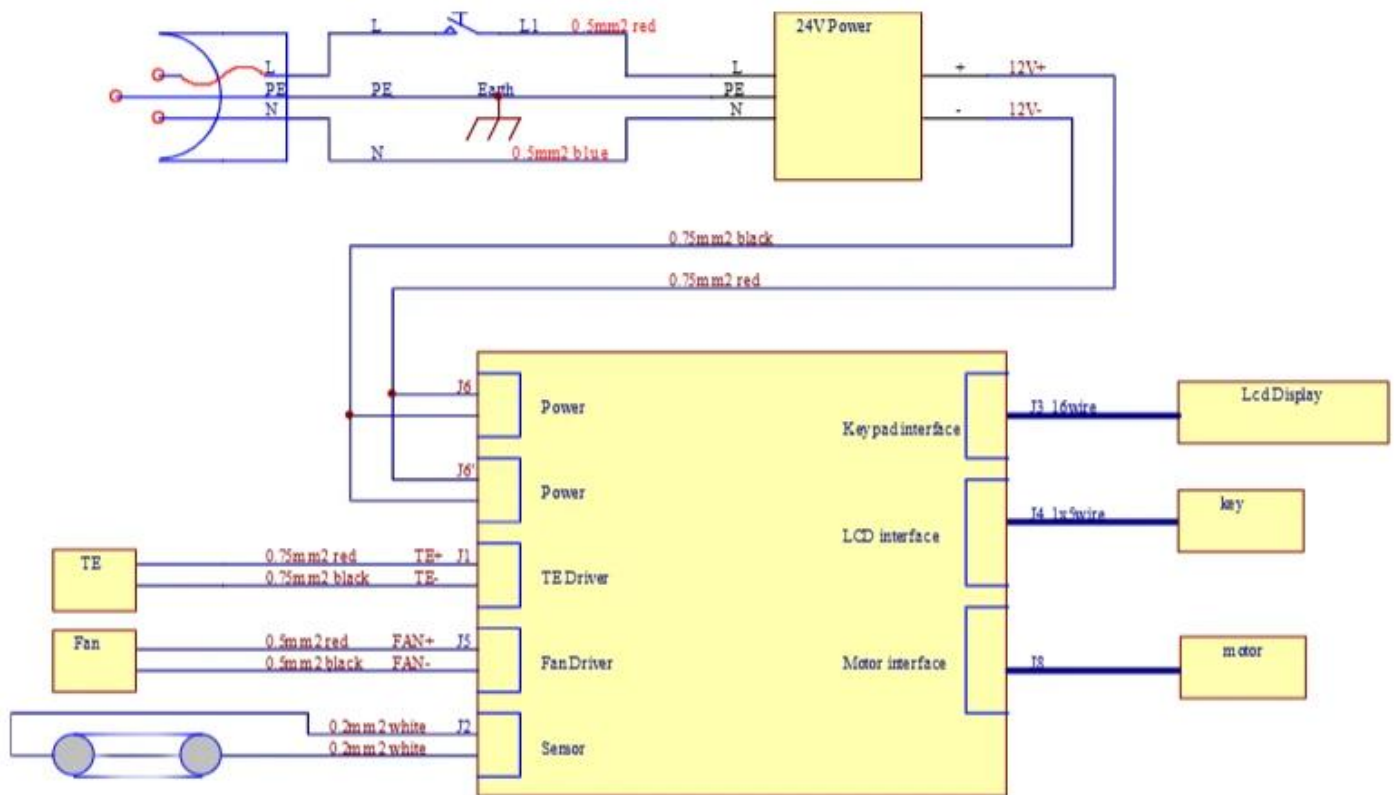 L L1 0.5mm2 red
24V Power
L L + 12V+
PE PE Earth PE
N N - 12V-
N 0.5mm2 blue
0.75mm2 black
0.75mm2 red
J6 Power
Keypad interface J3 16wire Lcd Display
J6' Power
LCD interface J4 1x9wire key
TE 0.75mm2 red TE+ J1
0.75mm2 black TE- TE Driver
Fan 0.5mm2 red FAN+ J5
0.5mm2 black FAN- Fan Driver
Motor interface J8 motor
0.2mm2 white J2
0.2mm2 white Sensor